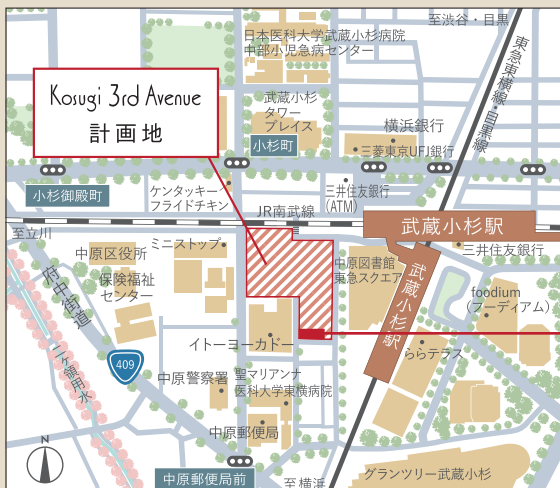 至渋谷・目黒
日本医科大学武蔵小杉病院
中部小児急病センター
東急東横線・目黒線
Kosugi 3rd Avenue
計画地
武蔵小杉
タワー
プレイス
小杉町
横浜銀行
三菱東京UFJ銀行
小杉御殿町
ケンタッキー
フライドチキン
三井住友銀行
(ATM)
JR南武線
武蔵小杉駅
至立川
中原区役所
ミニストップ
三井住友銀行
保険福祉
センター
中原図書館
東急スクエア
武蔵小杉駅
府中街道
foodium
(フーディアム)
イトーヨーカドー
ららテラス
二ヶ領用水
409
中原警察署
聖マリアンナ
医科大学東横病院
中原郵便局
N
中原郵便局前
至横浜
グランツリー武蔵小杉